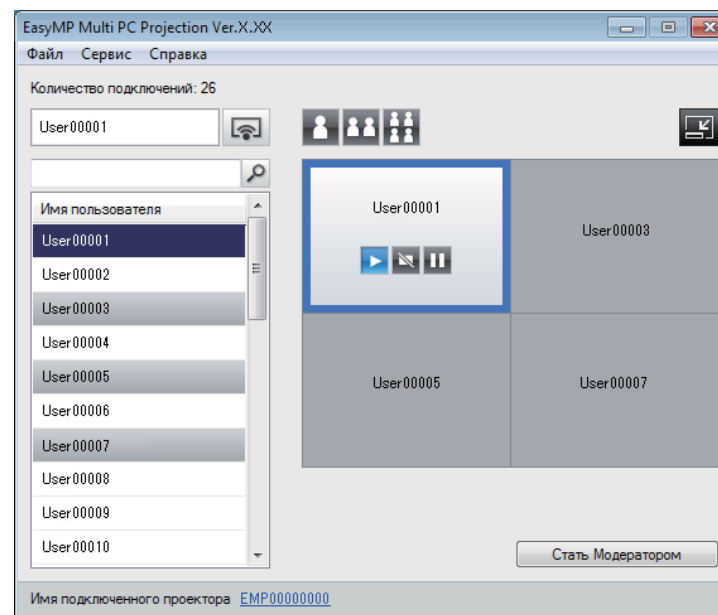 EasyMP Multi PC Projection Ver.X.XX
Файл Сервис Справка
Количество подключений: 26
User00001
Имя пользователя
User00001
User00002
User00003
User00004
User00005
User00006
User00007
User00008
User00009
User00010
User00001
User00003
User00005
User00007
Стать Модератором
Имя подключенного проектора EMP00000000